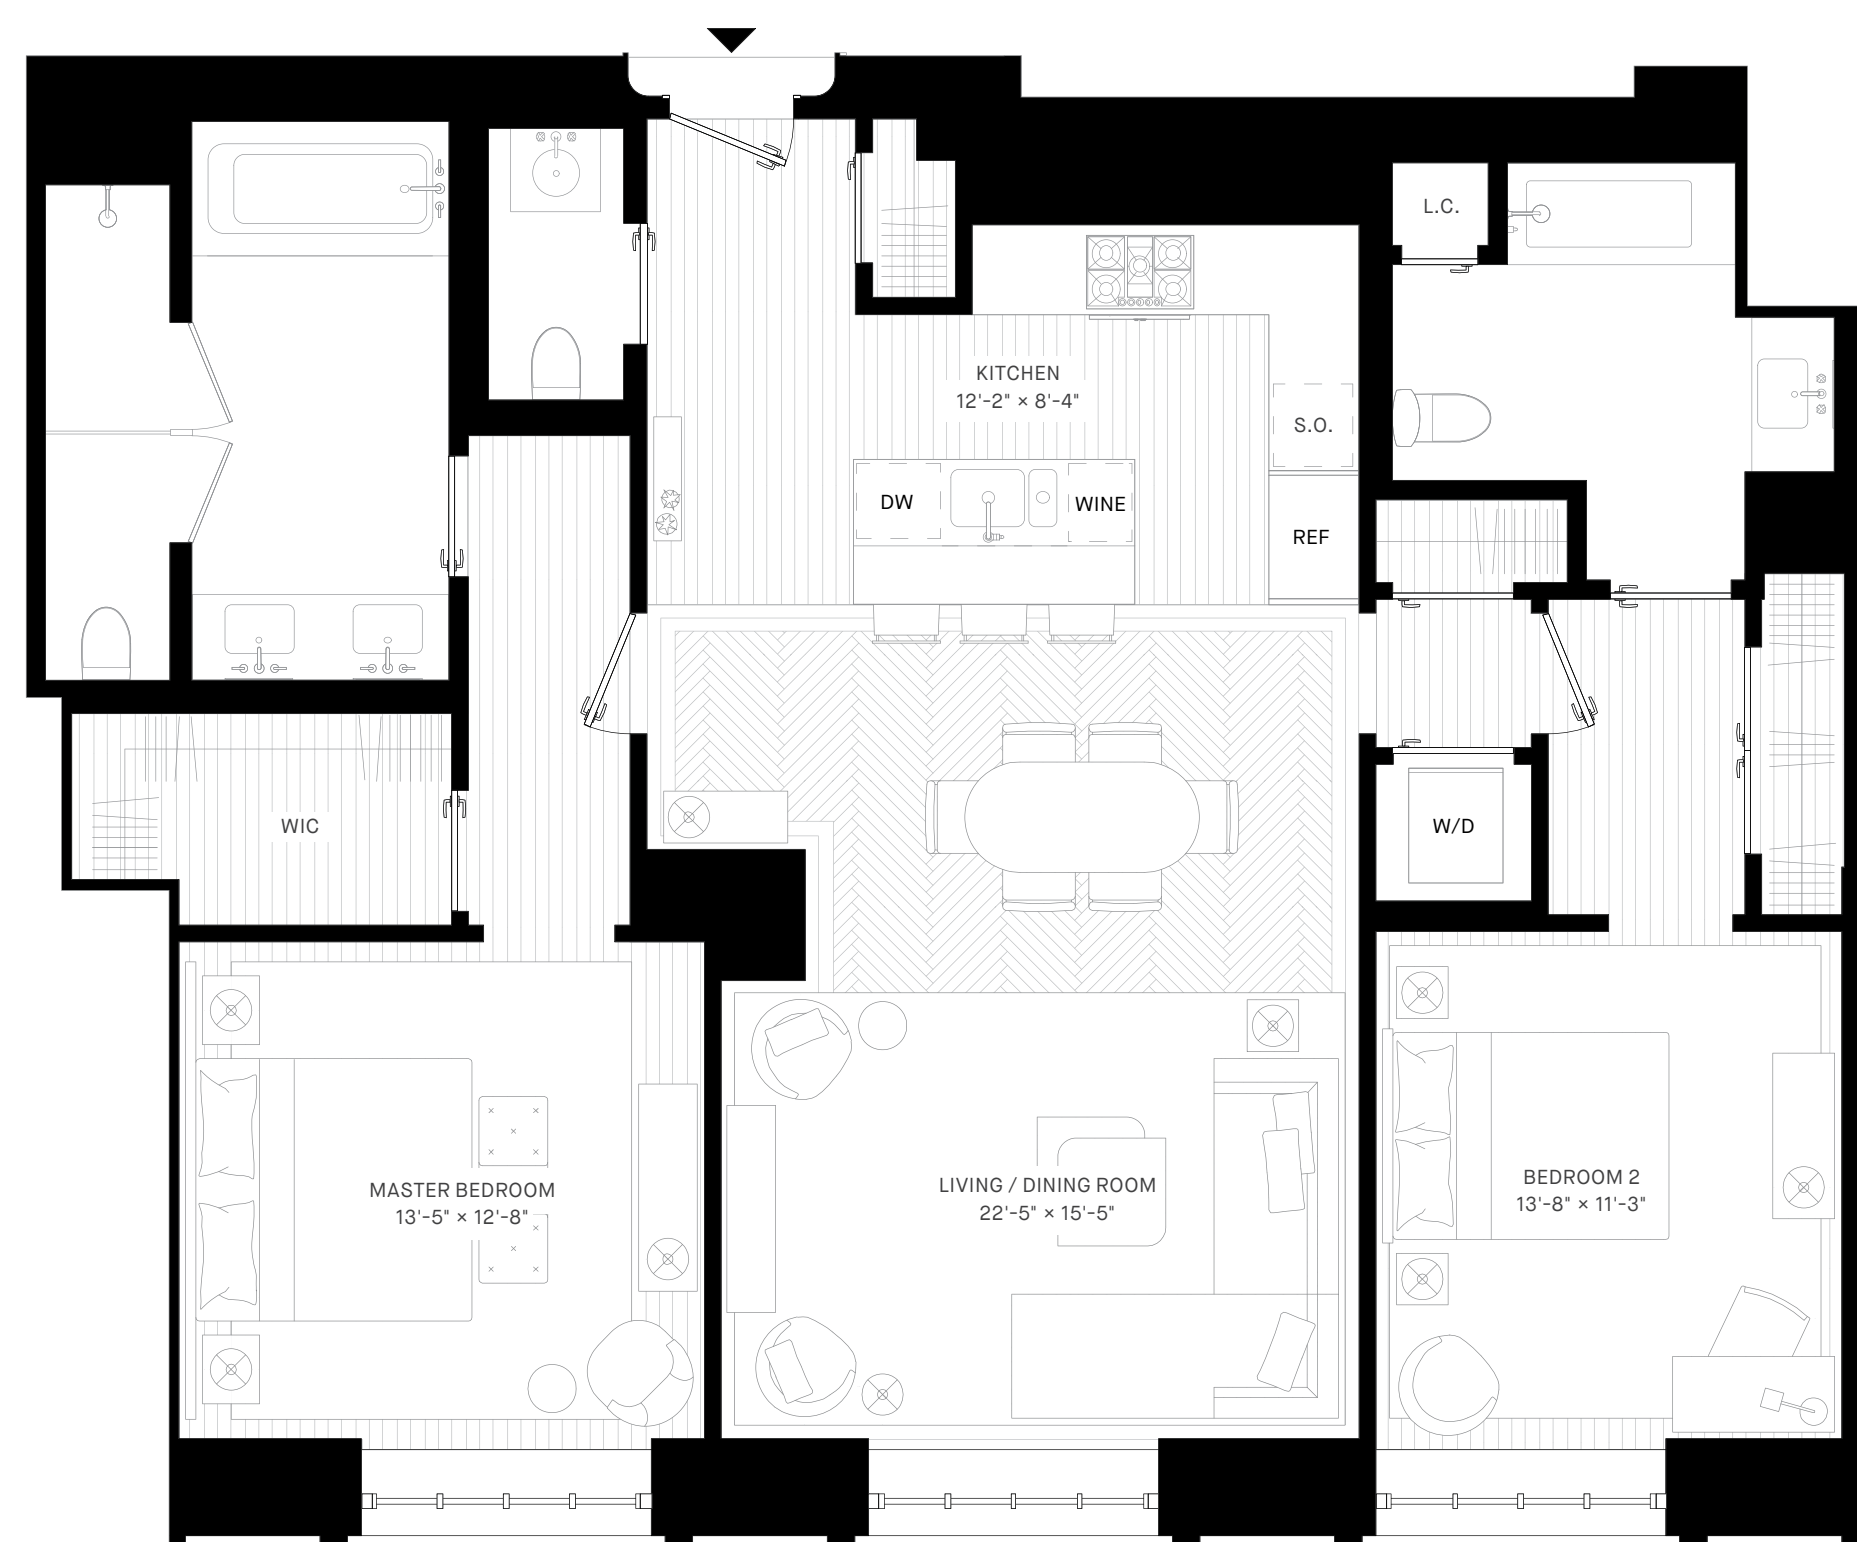 L.C.
KITCHEN
12'-2" × 8'-4"
S.O.
DW
WINE
REF
WIC
W/D
MASTER BEDROOM
13'-5" × 12'-8"
LIVING / DINING ROOM
22'-5" × 15'-5"
BEDROOM 2
13'-8" × 11'-3"